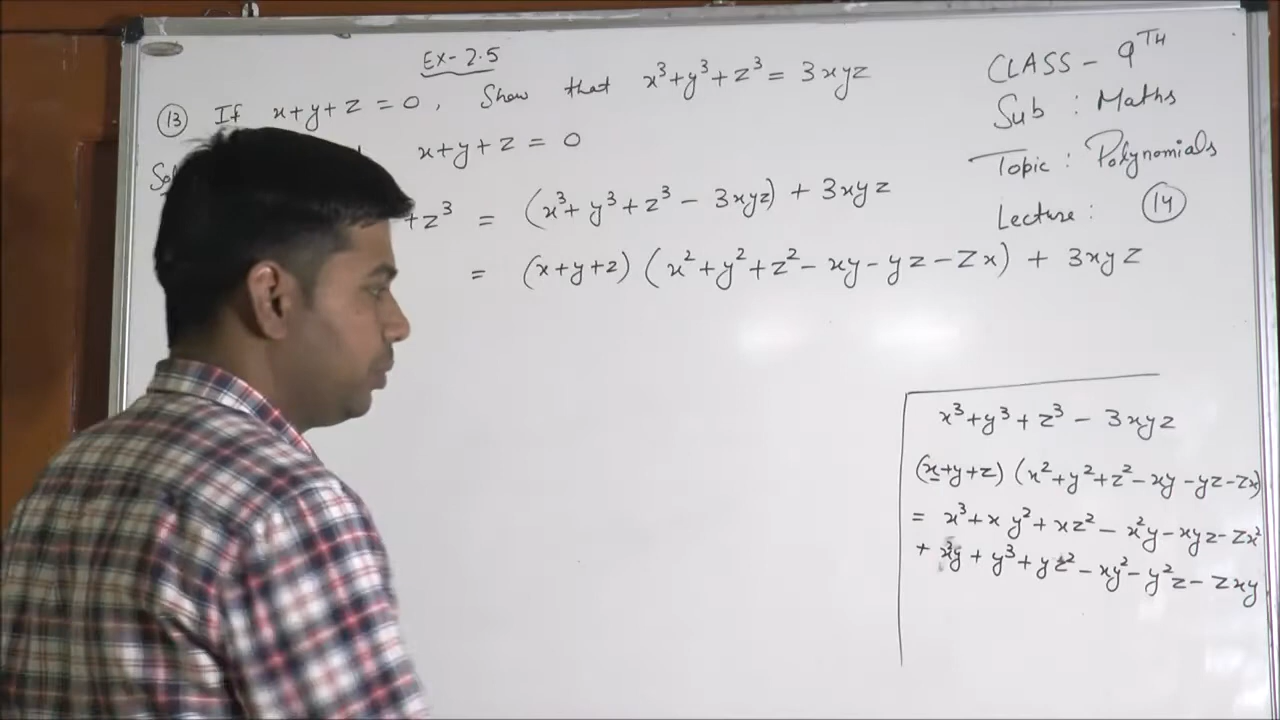 Ex-2.5
(13) If x+y+z = 0, Show that x³+y³+z³ = 3xyz
x+y+z = 0
+z³ = (x³+y³+z³ - 3xyz) + 3xyz
= (x+y+z) (x²+y²+z²-xy-yz-zx) + 3xyz
CLASS - 9TH
Sub : Maths
Topic : Polynomials
Lecture : (14)
x³+y³+z³ - 3xyz
(x+y+z) (x²+y²+z²-xy-yz-zx)
= x³+xy²+xz²-x²y-xyz-zx²
+ x²y+y³+yz²-xy²-y²z-zxy